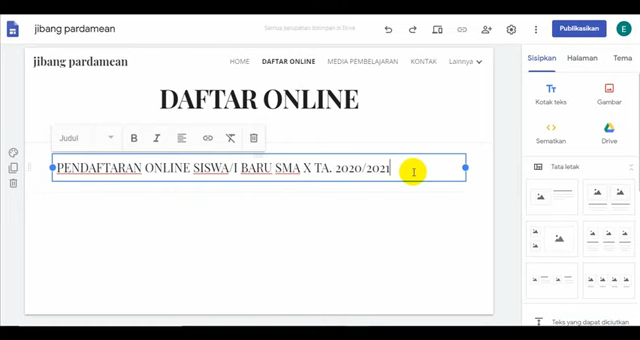 jibang pardamean
Semua perubahan disimpan di Drive
Publikasikan
E
jibang pardamean
HOME
DAFTAR ONLINE
MEDIA PEMBELAJARAN
KONTAK
Lainnya
Sisipkan
Halaman
Tema
DAFTAR ONLINE
Judul
B
I
PENDAFTARAN ONLINE SISWA/I BARU SMA X TA. 2020/2021
Tт
Kotak teks
Gambar
Sematkan
Drive
Tata letak
Teks yang dapat diciutkan